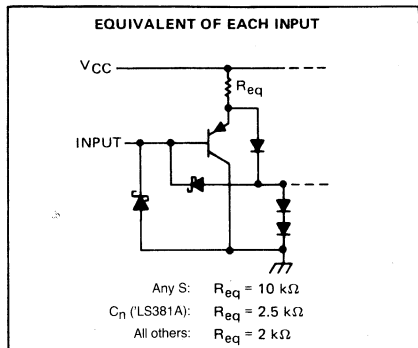 EQUIVALENT OF EACH INPUT
VCC
Req
INPUT
Any S: Req = 10 kΩ
Cn ('LS381A): Req = 2.5 kΩ
All others: Req = 2 kΩ